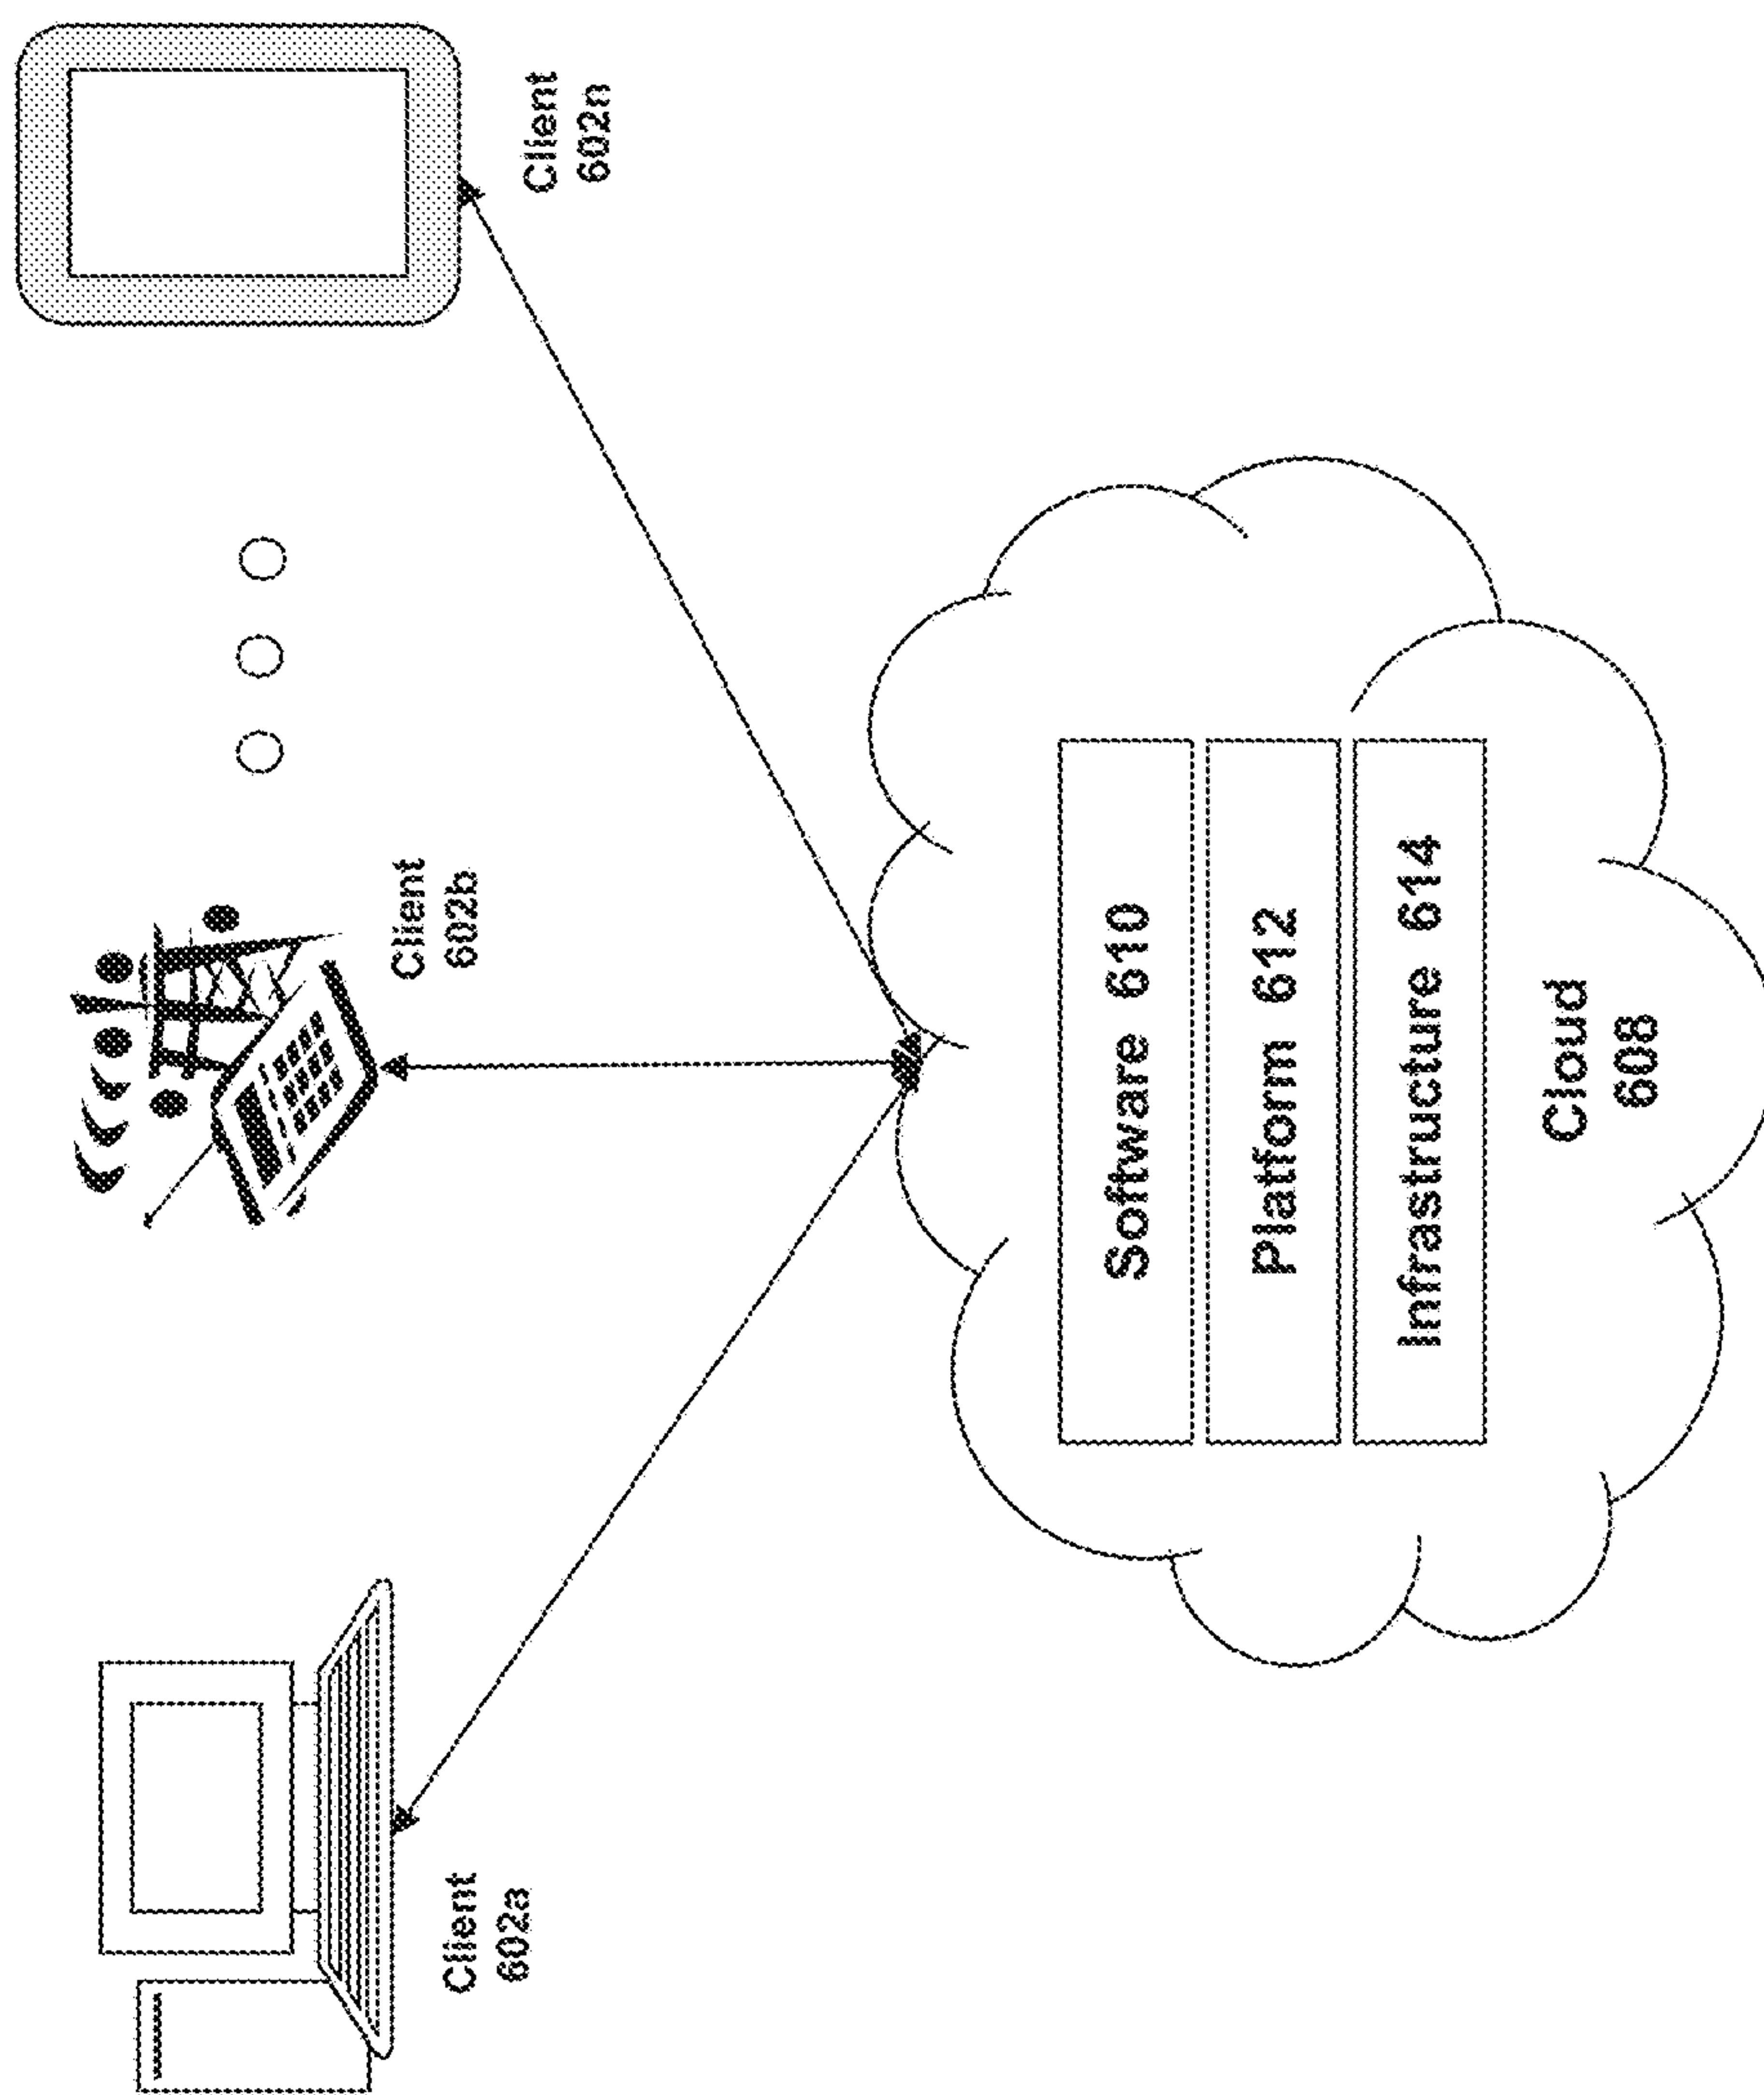 Client
602a
Client
602b
Client
602n
Software 610
Platform 612
Infrastructure 614
Cloud
608